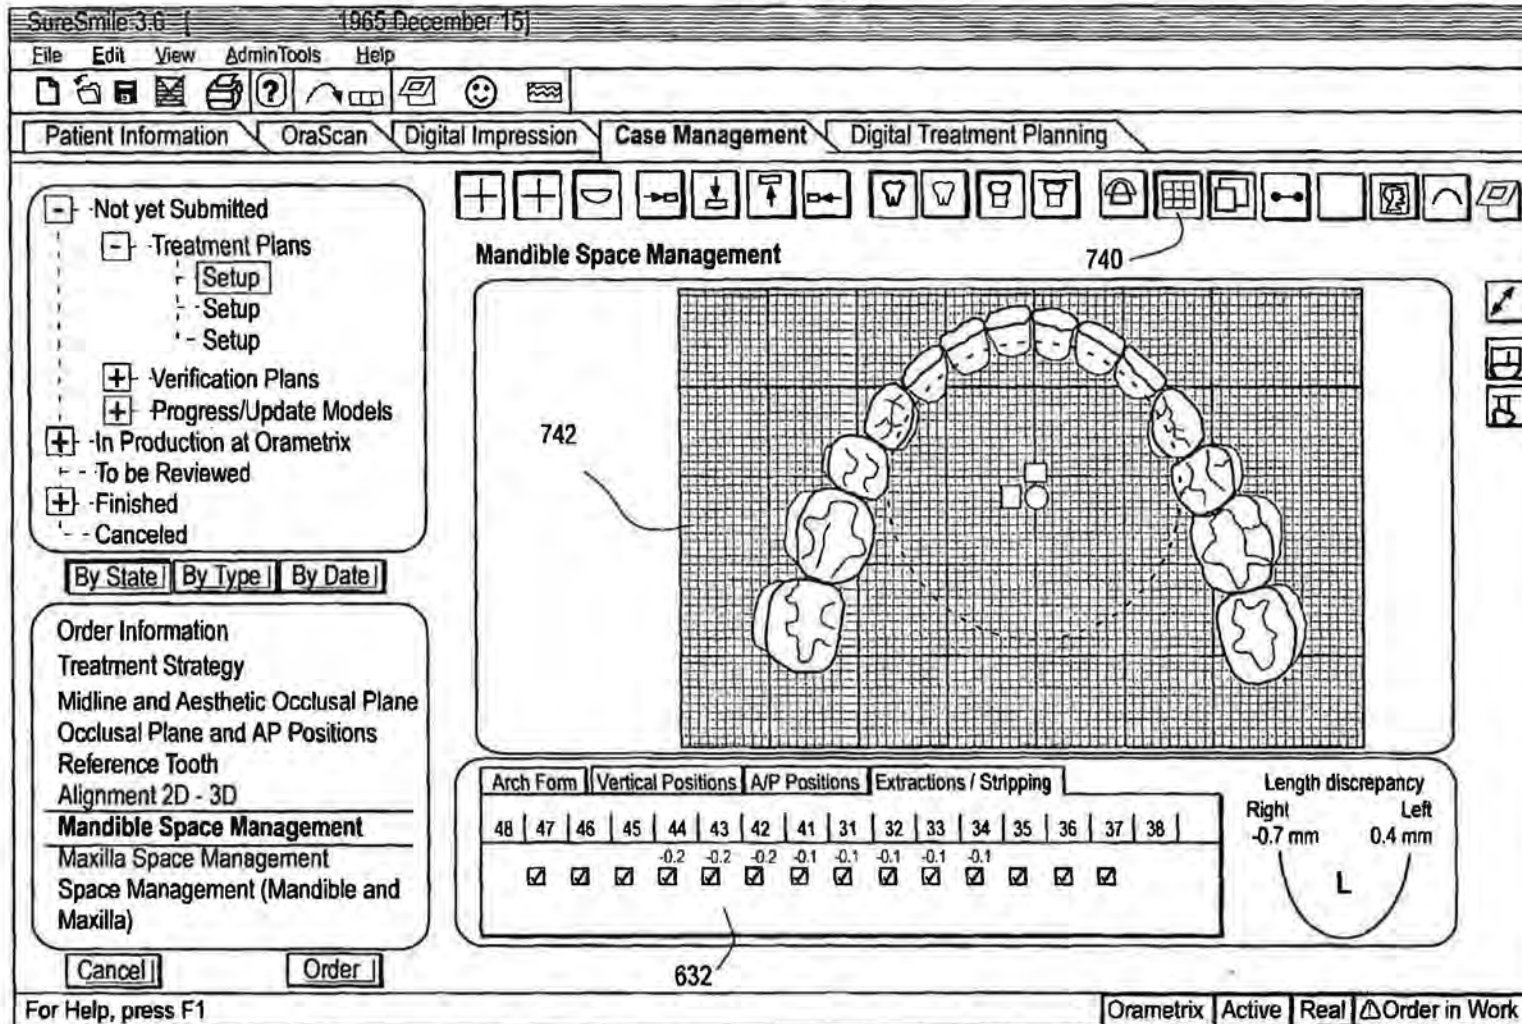 SureSmile 3.6 - [ 1965 December 15]
File Edit View AdminTools Help
?
Patient Information OraScan Digital Impression Case Management Digital Treatment Planning
- Not yet Submitted
- Treatment Plans
Setup
Setup
Setup
+ Verification Plans
+ Progress/Update Models
+ In Production at Orametrix
To be Reviewed
+ Finished
Canceled
By State By Type By Date
Order Information
Treatment Strategy
Midline and Aesthetic Occlusal Plane
Occlusal Plane and AP Positions
Reference Tooth
Alignment 2D - 3D
Mandible Space Management
Maxilla Space Management
Space Management (Mandible and
Maxilla)
Cancel Order
740
Mandible Space Management
742
Arch Form Vertical Positions A/P Positions Extractions / Stripping
48 47 46 45 44 43 42 41 31 32 33 34 35 36 37 38
-0.2 -0.2 -0.2 -0.1 -0.1 -0.1 -0.1 -0.1
632
Length discrepancy
Right Left
-0.7 mm 0.4 mm
L
For Help, press F1
Orametrix Active Real Order in Work